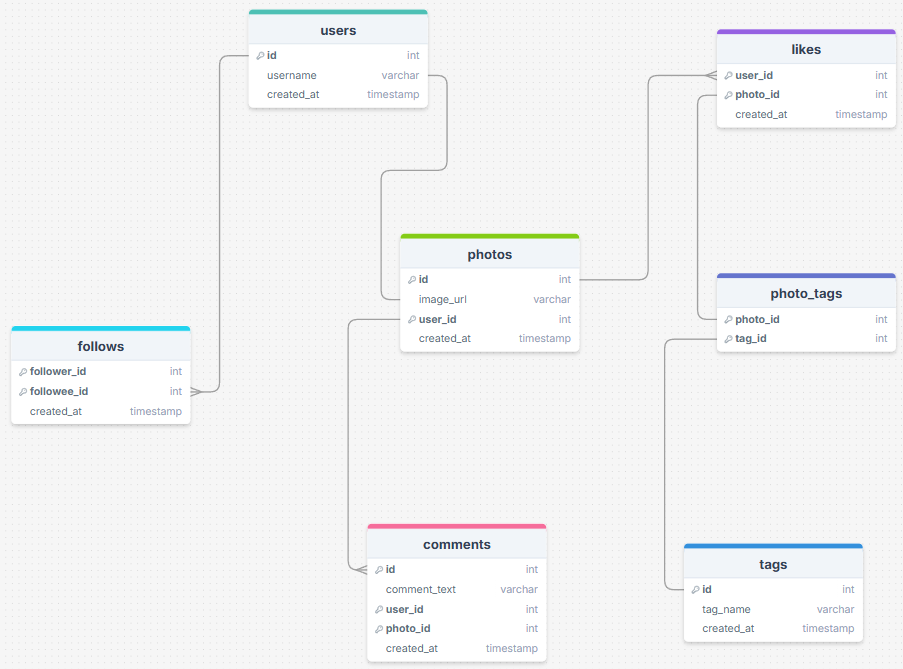 users
id int
username varchar
created_at timestamp
likes
user_id int
photo_id int
created_at timestamp
photos
id int
image_url varchar
user_id int
created_at timestamp
photo_tags
photo_id int
tag_id int
follows
follower_id int
followee_id int
created_at timestamp
comments
id int
comment_text varchar
user_id int
photo_id int
created_at timestamp
tags
id int
tag_name varchar
created_at timestamp